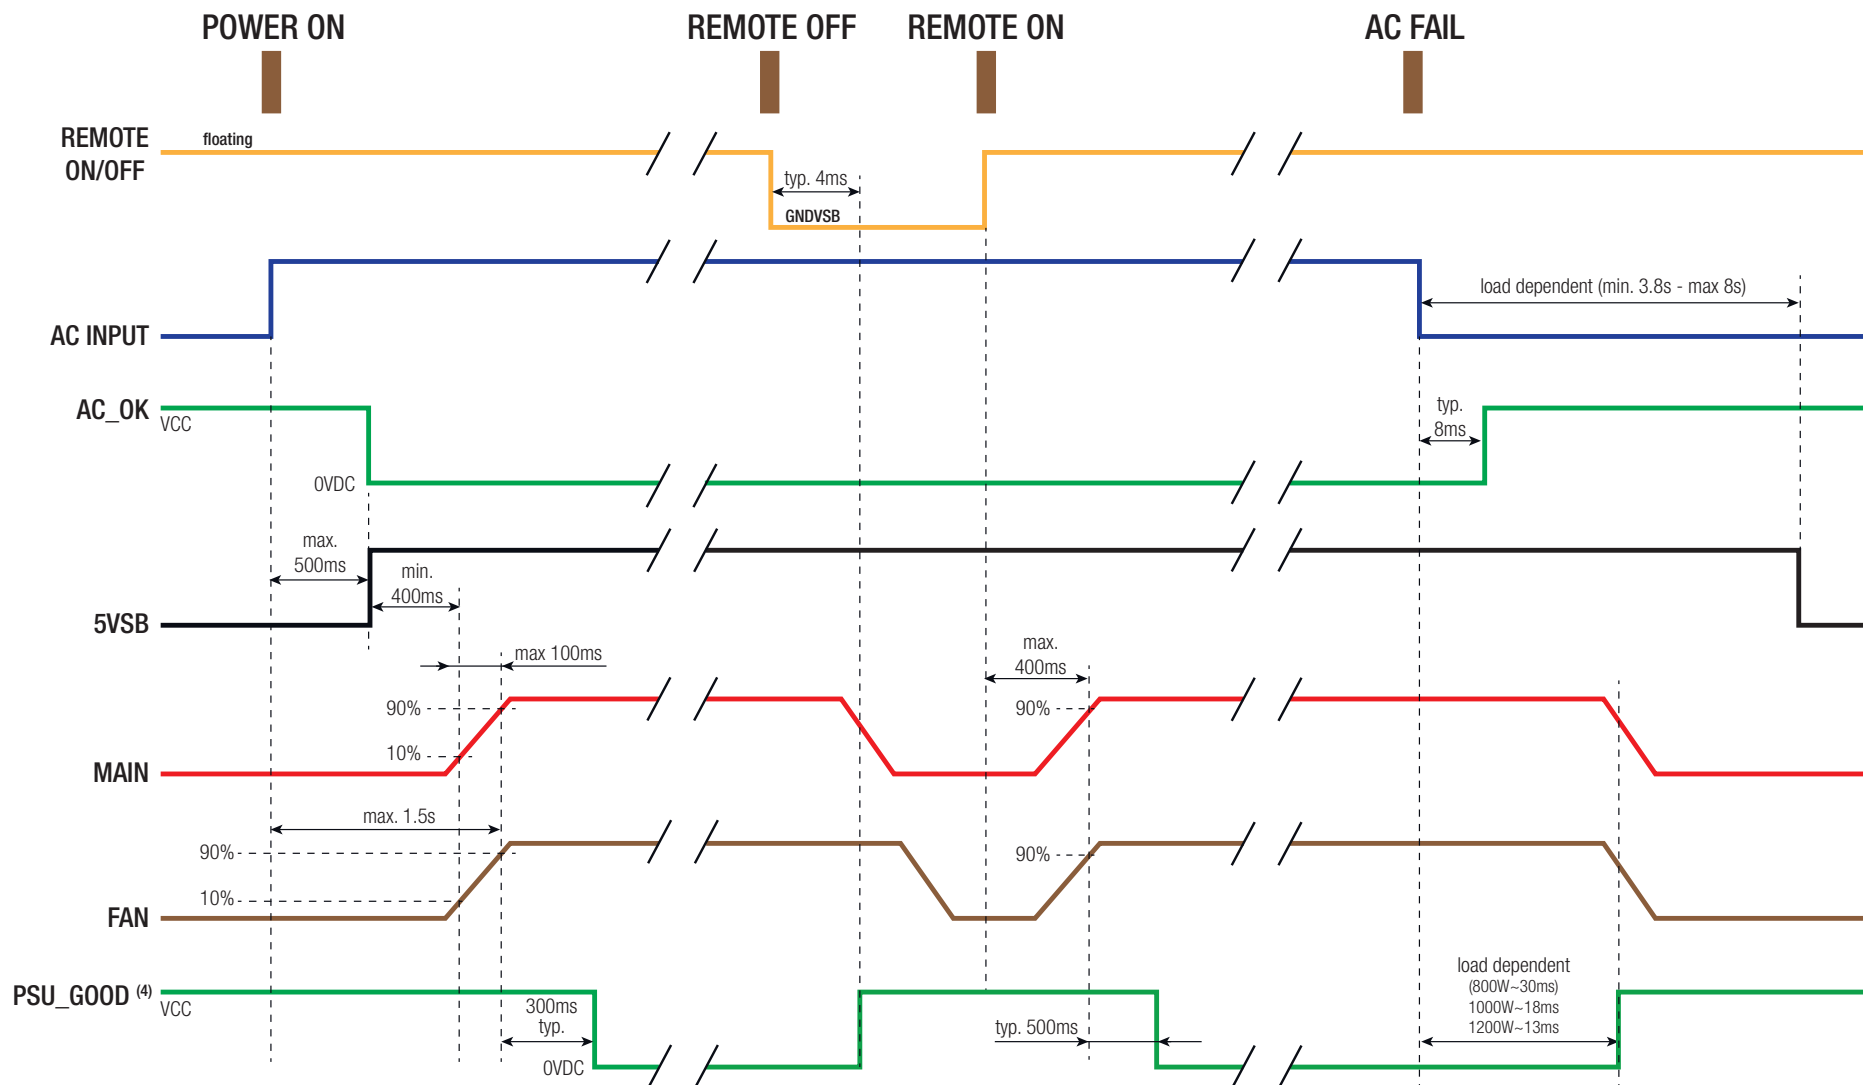 POWER ON
REMOTE OFF
REMOTE ON
AC FAIL
REMOTE
ON/OFF
floating
typ. 4ms
GNDVSB
AC INPUT
load dependent (min. 3.8s - max 8s)
AC_OK
VCC
0VDC
typ.
8ms
5VSB
max.
500ms
min.
400ms
max 100ms
MAIN
90%
10%
max.
400ms
90%
max. 1.5s
FAN
90%
10%
90%
PSU_GOOD (4)
VCC
300ms
typ.
0VDC
typ. 500ms
load dependent
(800W~30ms)
1000W~18ms
1200W~13ms